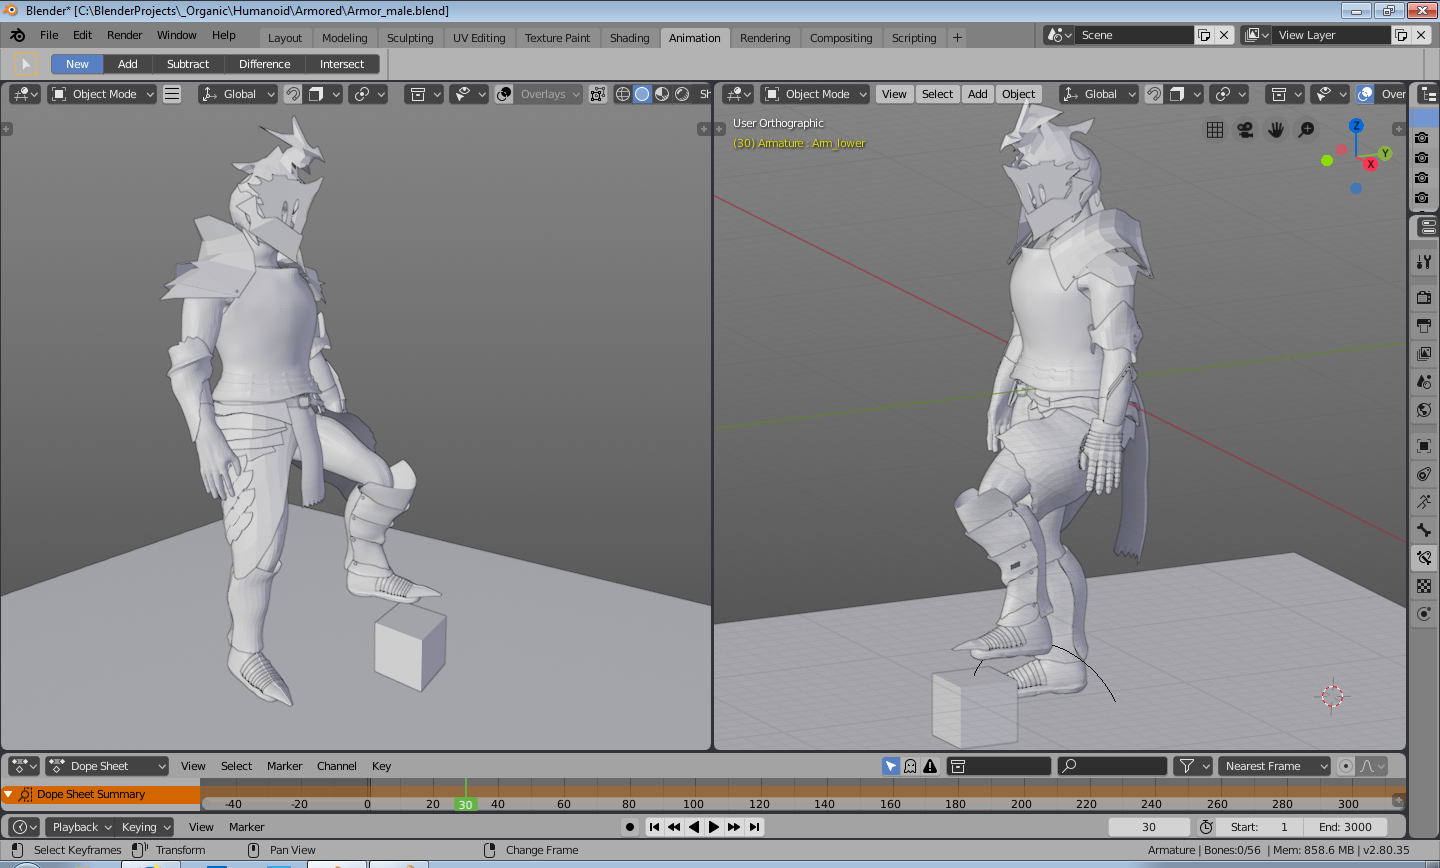 Blender* [C:\BlenderProjects\_Organic\Humanoid\Armored\Armor_male.blend]
File Edit Render Window Help
Layout Modeling Sculpting UV Editing Texture Paint Shading Animation Rendering Compositing Scripting +
Scene View Layer
New Add Subtract Difference Intersect
Object Mode Global Overlays Sh
Object Mode View Select Add Object Global Over
User Orthographic
(30) Armature : Arm_lower
Z
Y
X
Dope Sheet View Select Marker Channel Key Nearest Frame
Dope Sheet Summary
-40 -20 0 20 30 40 60 80 100 120 140 160 180 200 220 240 260 280 300
Playback Keying View Marker 30 Start: 1 End: 3000
Select Keyframes Transform Pan View Change Frame Armature | Bones:0/56 | Mem: 858.6 MB | v2.80.35